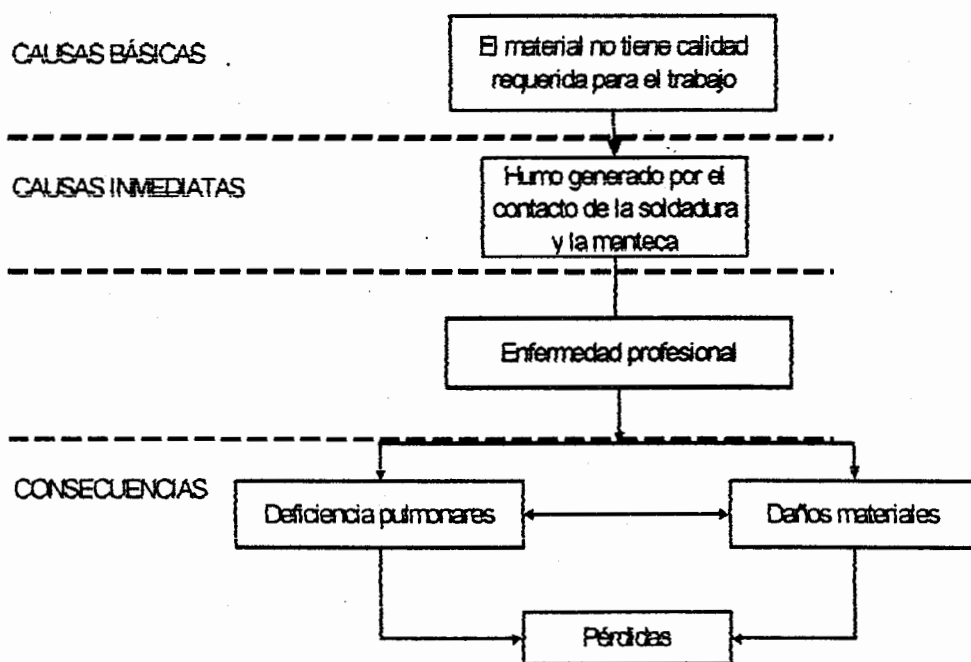 CAUSAS BÁSICAS
El material no tiene calidad
requerida para el trabajo
CAUSAS INMEDIATAS
Humo generado por el
contacto de la soldadura
y la manteca
Enfermedad profesional
CONSECUENCIAS
Deficiencia pulmonares
Daños materiales
Pérdidas